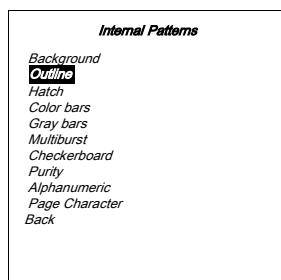 Internal Patterns
Background
Outline
Hatch
Color bars
Gray bars
Multiburst
Checkerboard
Purity
Alphanumeric
Page Character
Back